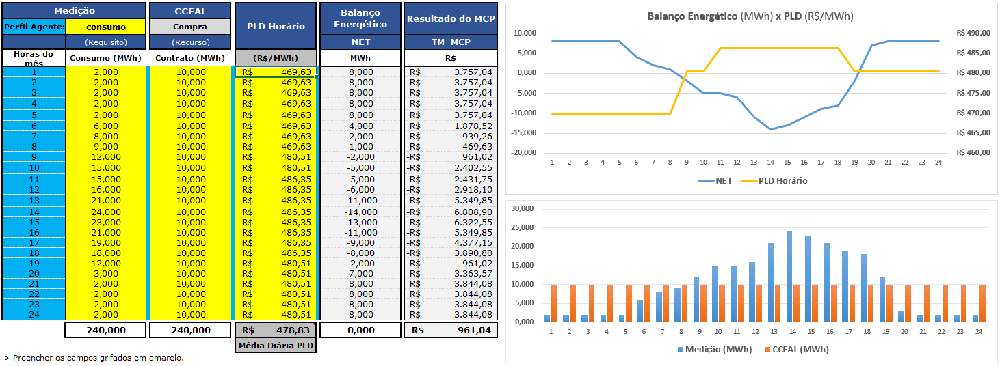 Medição CCEAL PLD Horário Balanço Energético Resultado do MCP
Perfil Agente: consumo Compra
(Requisito) (Recurso) NET TM_MCP
Horas do mês Consumo (MWh) Contrato (MWh) (R$/MWh) MWh R$
1 2,000 10,000 R$ 469,63 8,000 R$ 3.757,04
2 2,000 10,000 R$ 469,63 8,000 R$ 3.757,04
3 2,000 10,000 R$ 469,63 8,000 R$ 3.757,04
4 2,000 10,000 R$ 469,63 8,000 R$ 3.757,04
5 2,000 10,000 R$ 469,63 8,000 R$ 3.757,04
6 6,000 10,000 R$ 469,63 4,000 R$ 1.878,52
7 8,000 10,000 R$ 469,63 2,000 R$ 939,26
8 9,000 10,000 R$ 469,63 1,000 R$ 469,63
9 12,000 10,000 R$ 480,51 -2,000 -R$ 961,02
10 15,000 10,000 R$ 480,51 -5,000 -R$ 2.402,55
11 15,000 10,000 R$ 486,35 -5,000 -R$ 2.431,75
12 16,000 10,000 R$ 486,35 -6,000 -R$ 2.918,10
13 21,000 10,000 R$ 486,35 -11,000 -R$ 5.349,85
14 24,000 10,000 R$ 486,35 -14,000 -R$ 6.808,90
15 23,000 10,000 R$ 486,35 -13,000 -R$ 6.322,55
16 21,000 10,000 R$ 486,35 -11,000 -R$ 5.349,85
17 19,000 10,000 R$ 486,35 -9,000 -R$ 4.377,15
18 18,000 10,000 R$ 486,35 -8,000 -R$ 3.890,80
19 12,000 10,000 R$ 480,51 -2,000 -R$ 961,02
20 3,000 10,000 R$ 480,51 7,000 R$ 3.363,57
21 2,000 10,000 R$ 480,51 8,000 R$ 3.844,08
22 2,000 10,000 R$ 480,51 8,000 R$ 3.844,08
23 2,000 10,000 R$ 480,51 8,000 R$ 3.844,08
24 2,000 10,000 R$ 480,51 8,000 R$ 3.844,08
240,000 240,000 R$ 478,83 0,000 -R$ 961,04
Média Diária PLD
> Preencher os campos grifados em amarelo.
Balanço Energético (MWh) x PLD (R$/MWh)
10,000 R$ 490,00
5,000 R$ 485,00
0,000 R$ 480,00
-5,000 R$ 475,00
-10,000 R$ 470,00
-15,000 R$ 465,00
-20,000 R$ 460,00
1 2 3 4 5 6 7 8 9 10 11 12 13 14 15 16 17 18 19 20 21 22 23 24
NET PLD Horário
30,000
25,000
20,000
15,000
10,000
5,000
0,000
1 2 3 4 5 6 7 8 9 10 11 12 13 14 15 16 17 18 19 20 21 22 23 24
Medição (MWh) CCEAL (MWh)